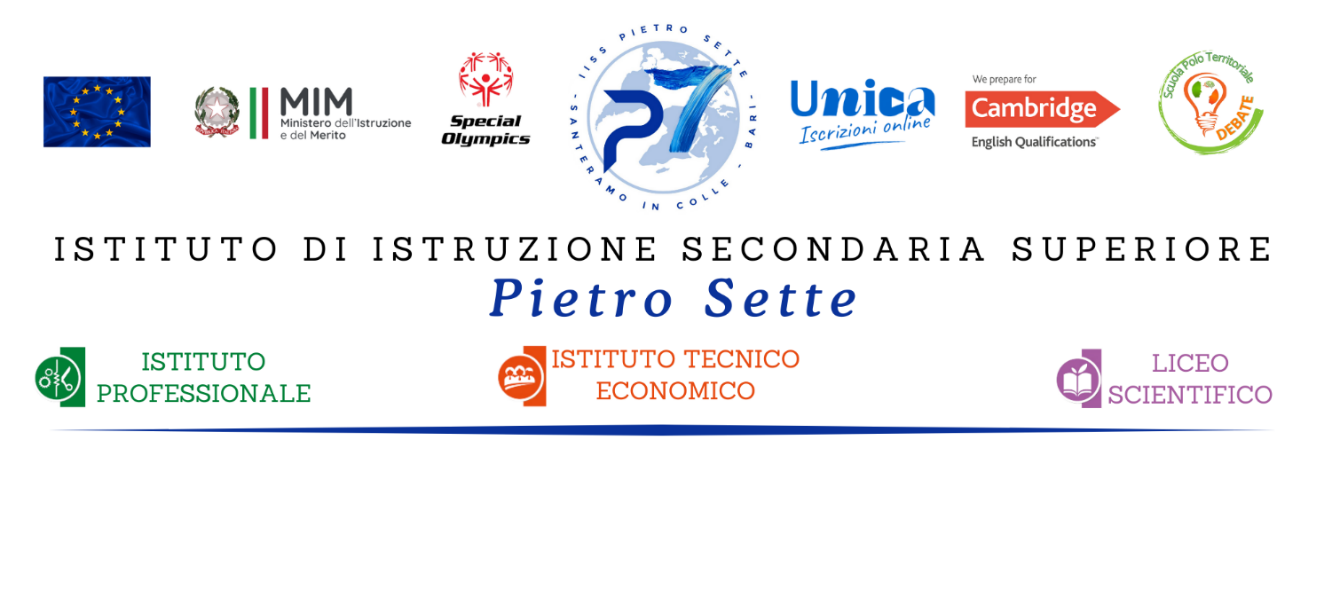 IISS PIETRO SETTE - BARI - SANTERAMO IN COLLE -
P7
MIM
Ministero dell'Istruzione
e del Merito
Special
Olympics
Unica
Iscrizioni online
We prepare for
Cambridge
English Qualifications™
Scuola Polo Territoriale
DEBATE
ISTITUTO DI ISTRUZIONE SECONDARIA SUPERIORE
Pietro Sette
ISTITUTO
PROFESSIONALE
ISTITUTO TECNICO
ECONOMICO
LICEO
SCIENTIFICO